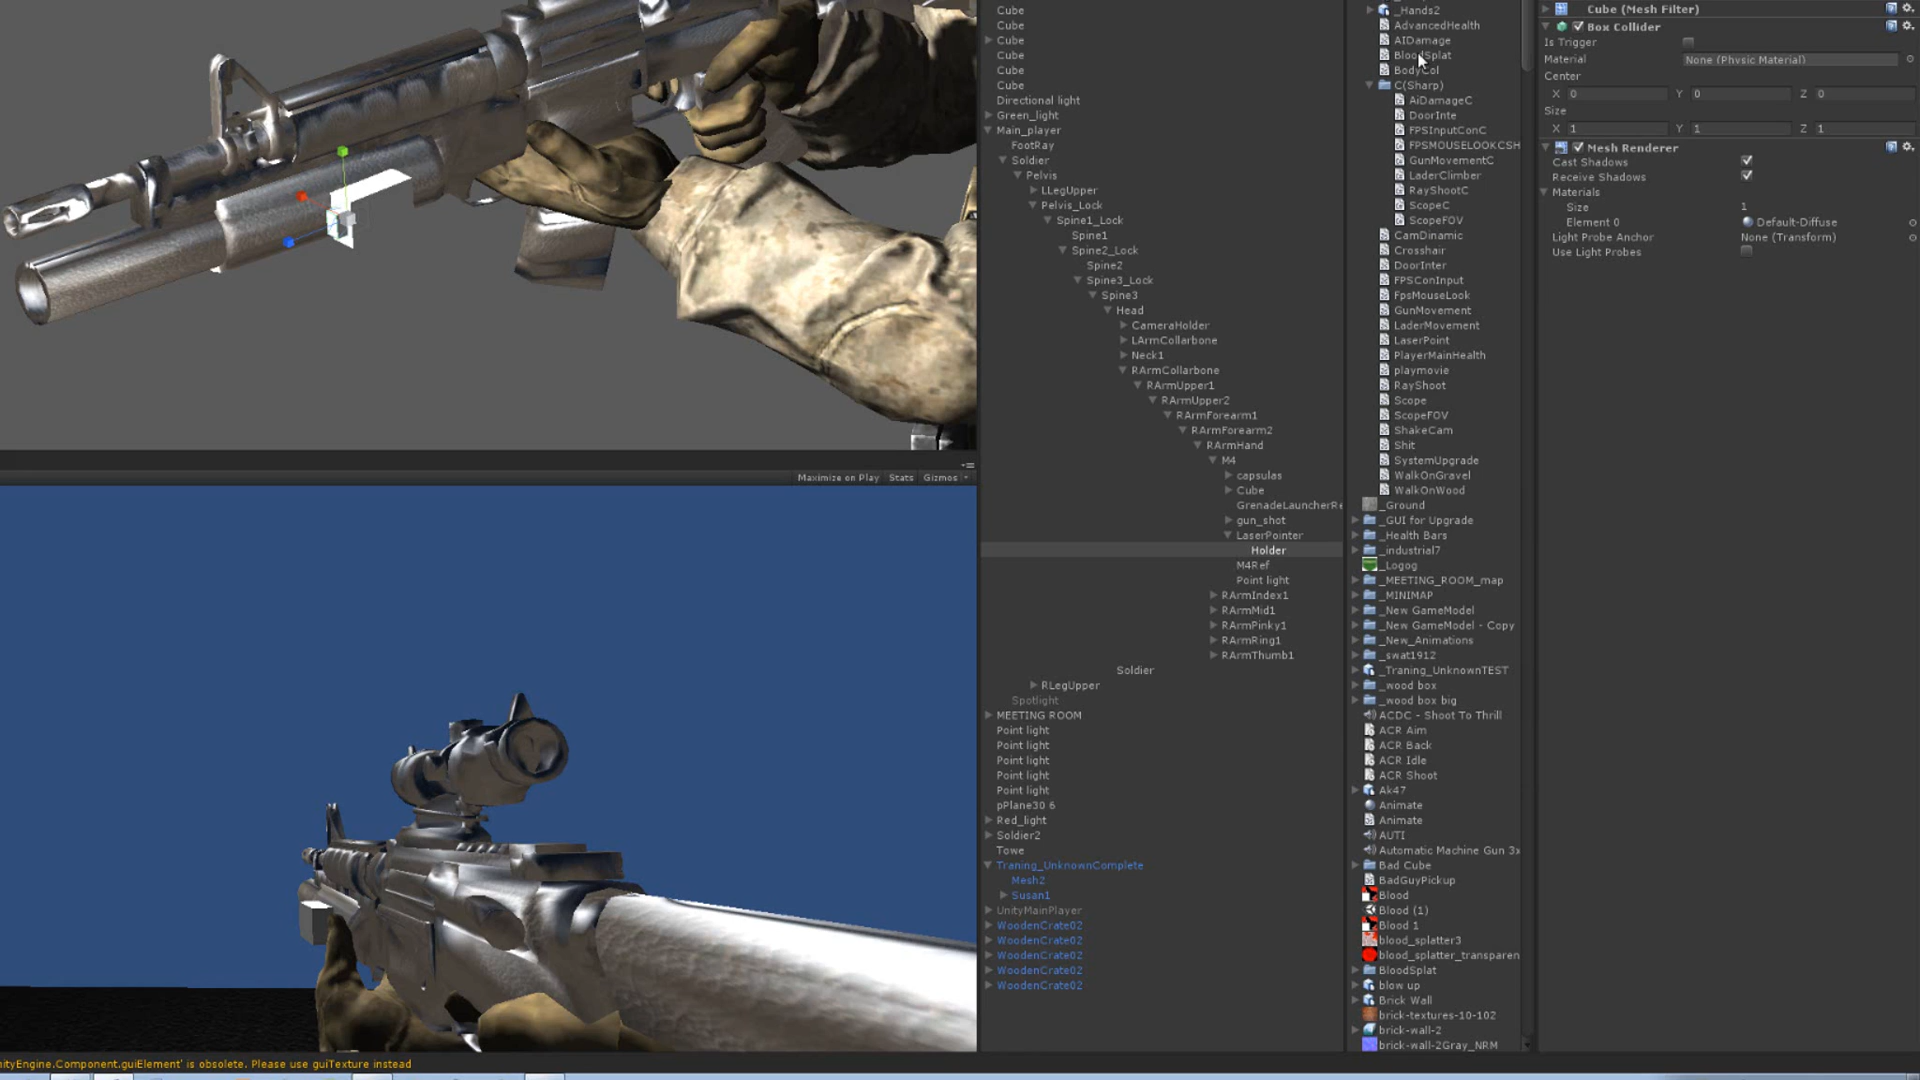 Maximize on Play Stats Gizmos
ityEngine.Component.guiElement' is obsolete. Please use guiTexture instead
Cube
Cube
Cube
Cube
Cube
Cube
Directional light
Green_light
Main_player
FootRay
Soldier
Pelvis
LLegUpper
Pelvis_Lock
Spine1_Lock
Spine1
Spine2_Lock
Spine2
Spine3_Lock
Spine3
Head
CameraHolder
LArmCollarbone
Neck1
RArmCollarbone
RArmUpper1
RArmUpper2
RArmForearm1
RArmForearm2
RArmHand
M4
capsulas
Cube
GrenadeLauncherRe
gun_shot
LaserPointer
Holder
M4Ref
Point light
RArmIndex1
RArmMid1
RArmPinky1
RArmRing1
RArmThumb1
Soldier
RLegUpper
Spotlight
MEETING ROOM
Point light
Point light
Point light
Point light
Point light
pPlane30 6
Red_light
Soldier2
Towe
Traning_UnknownComplete
Mesh2
Susan1
UnityMainPlayer
WoodenCrate02
WoodenCrate02
WoodenCrate02
WoodenCrate02
WoodenCrate02
_Hands2
AdvancedHealth
AIDamage
BloodSplat
BodyCol
C(Sharp)
AiDamageC
DoorInte
FPSInputConC
FPSMOUSELOOKCSH
GunMovementC
LaderClimber
RayShootC
ScopeC
ScopeFOV
CamDinamic
Crosshair
DoorInter
FPSConInput
FpsMouseLook
GunMovement
LaderMovement
LaserPoint
PlayerMainHealth
playmovie
RayShoot
Scope
ScopeFOV
ShakeCam
Shit
SystemUpgrade
WalkOnGravel
WalkOnWood
_Ground
_GUI for Upgrade
_Health Bars
_industrial7
_Logog
_MEETING_ROOM_map
_MINIMAP
_New GameModel
_New GameModel - Copy
_New_Animations
_swat1912
_Traning_UnknownTEST
_wood box
_wood box big
ACDC - Shoot To Thrill
ACR Aim
ACR Back
ACR Idle
ACR Shoot
Ak47
Animate
Animate
AUTI
Automatic Machine Gun 3x
Bad Cube
BadGuyPickup
Blood
Blood (1)
Blood 1
blood_splatter3
blood_splatter_transparen
BloodSplat
blow up
Brick Wall
brick-textures-10-102
brick-wall-2
brick-wall-2Gray_NRM
Cube (Mesh Filter)
Box Collider
Is Trigger
Material None (Physic Material)
Center
X 0 Y 0 Z 0
Size
X 1 Y 1 Z 1
Mesh Renderer
Cast Shadows
Receive Shadows
Materials
Size 1
Element 0 Default-Diffuse
Light Probe Anchor None (Transform)
Use Light Probes